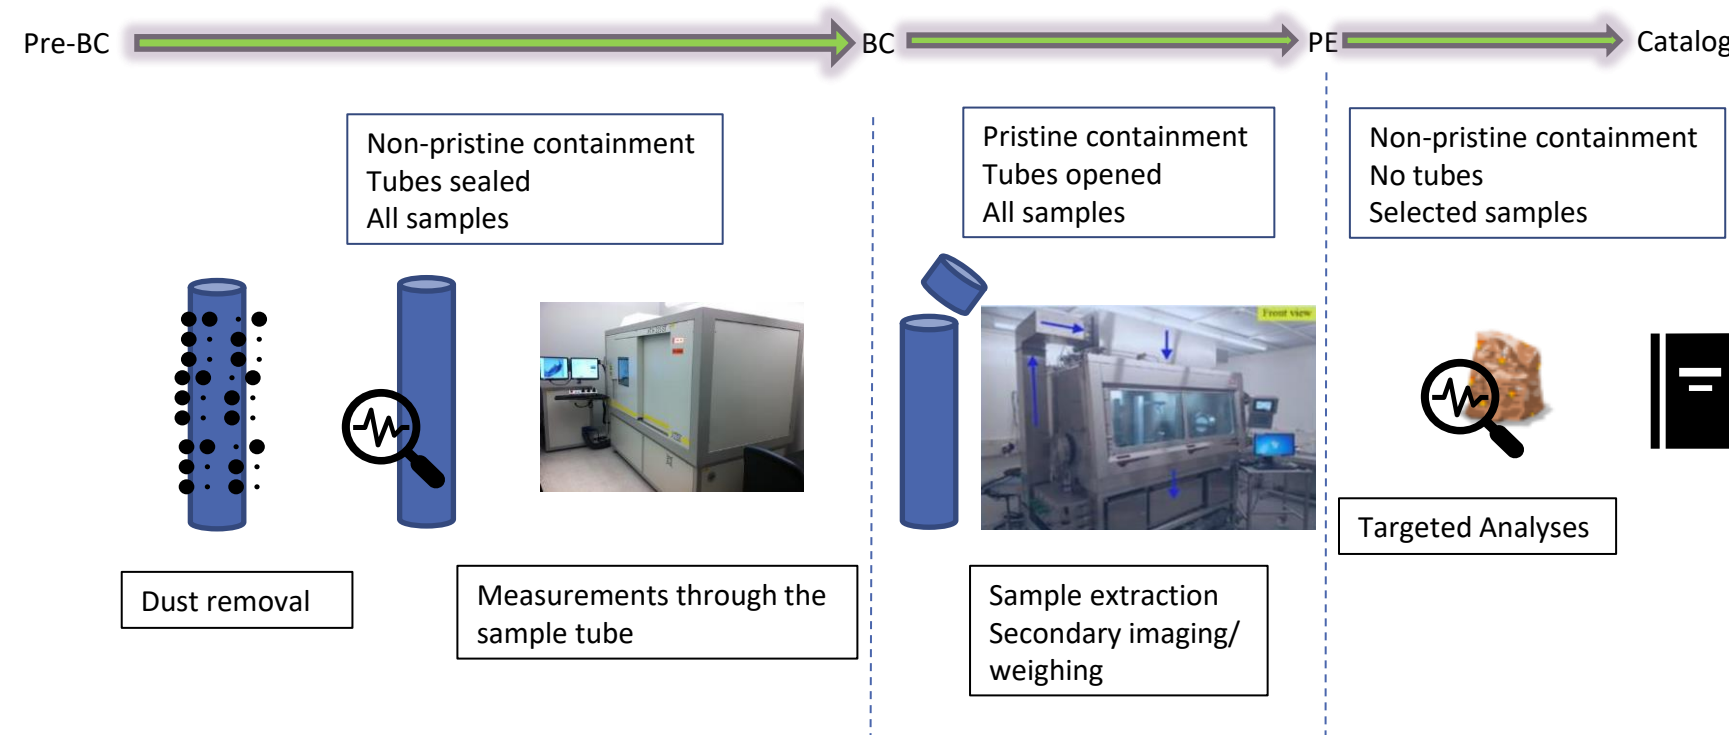 Pre-BC
BC
PE
Catalog
Non-pristine containment
Tubes sealed
All samples
Pristine containment
Tubes opened
All samples
Non-pristine containment
No tubes
Selected samples
Front view
Targeted Analyses
Dust removal
Measurements through the
sample tube
Sample extraction
Secondary imaging/
weighing